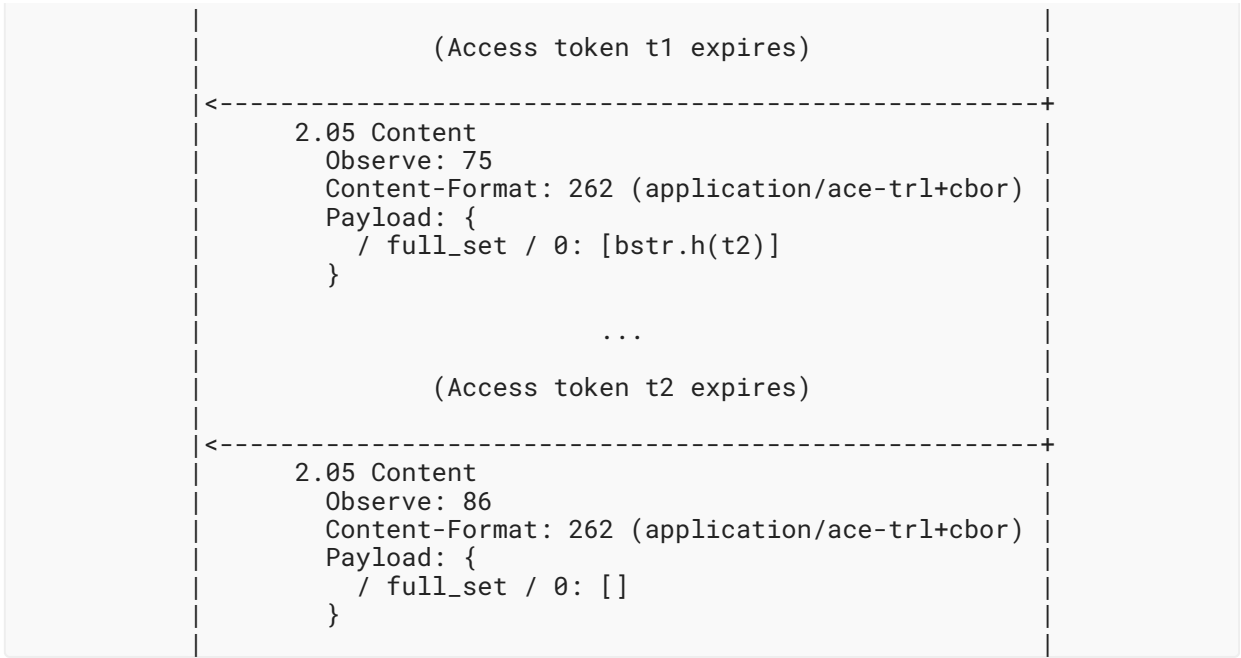 (Access token t1 expires)
<-----------------------------------------------------+
2.05 Content
Observe: 75
Content-Format: 262 (application/ace-trl+cbor)
Payload: {
/ full_set / 0: [bstr.h(t2)]
}
...
(Access token t2 expires)
<-----------------------------------------------------+
2.05 Content
Observe: 86
Content-Format: 262 (application/ace-trl+cbor)
Payload: {
/ full_set / 0: []
}